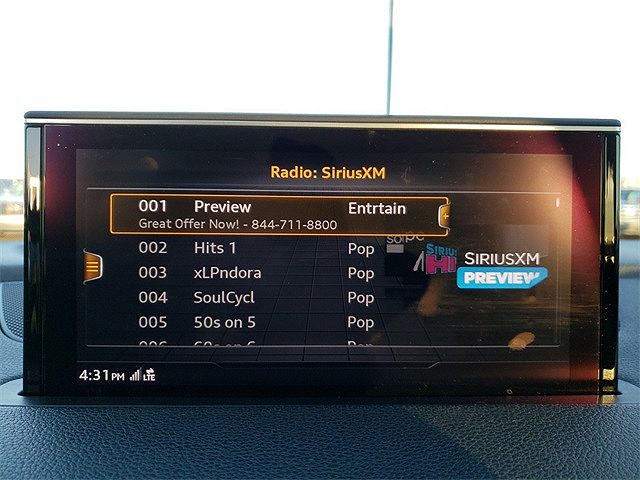 Radio: SiriusXM
001 Preview Entrtain
Great Offer Now! - 844-711-8800
002 Hits 1 Pop
003 xLPndora Pop
004 SoulCycl Pop
005 50s on 5 Pop
SIRIUSXM
PREVIEW
4:31PM LTE